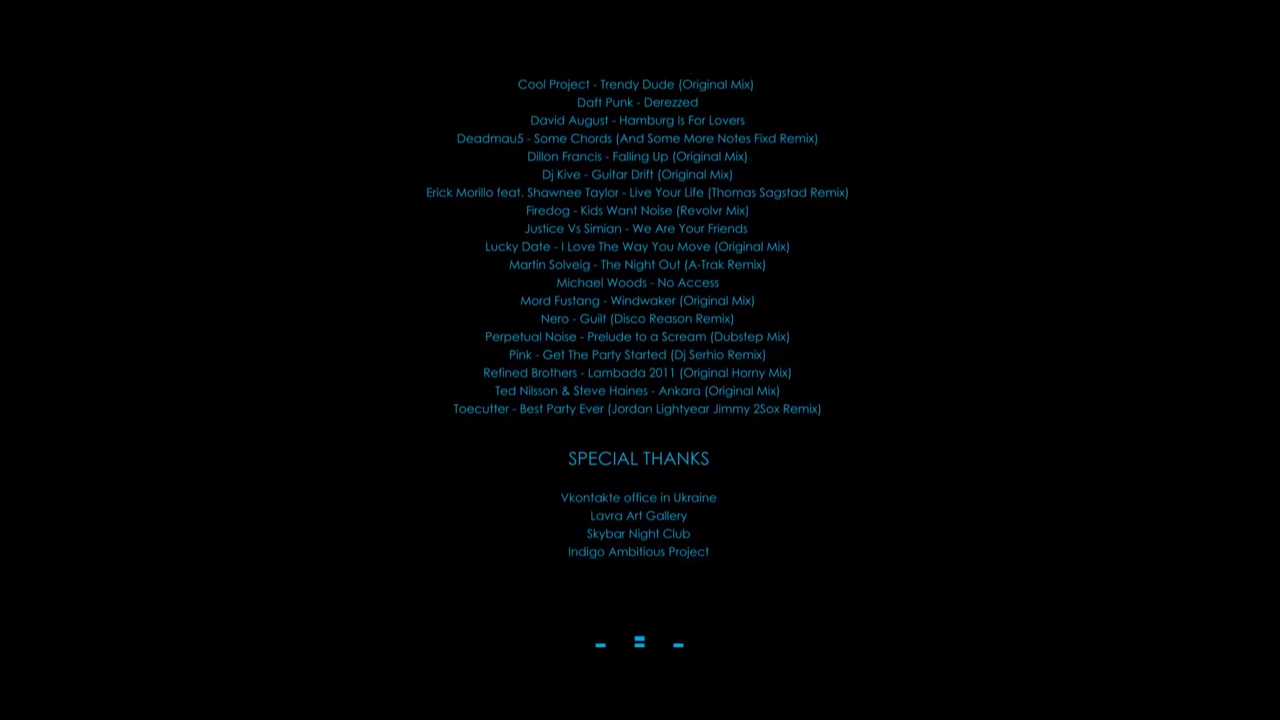 Cool Project - Trendy Dude (Original Mix)
Daft Punk - Derezzed
David August - Hamburg Is For Lovers
Deadmau5 - Some Chords (And Some More Notes Fixd Remix)
Dillon Francis - Falling Up (Original Mix)
Dj Kive - Guitar Drift (Original Mix)
Erick Morillo feat. Shawnee Taylor - Live Your Life (Thomas Sagstad Remix)
Firedog - Kids Want Noise (Revolvr Mix)
Justice Vs Simian - We Are Your Friends
Lucky Date - I Love The Way You Move (Original Mix)
Martin Solveig - The Night Out (A-Trak Remix)
Michael Woods - No Access
Mord Fustang - Windwaker (Original Mix)
Nero - Guilt (Disco Reason Remix)
Perpetual Noise - Prelude to a Scream (Dubstep Mix)
Pink - Get The Party Started (Dj Serhio Remix)
Refined Brothers - Lambada 2011 (Original Horny Mix)
Ted Nilsson & Steve Haines - Ankara (Original Mix)
Toecutter - Best Party Ever (Jordan Lightyear Jimmy 2Sox Remix)
SPECIAL THANKS
Vkontakte office in Ukraine
Lavra Art Gallery
Skybar Night Club
Indigo Ambitious Project
- = -